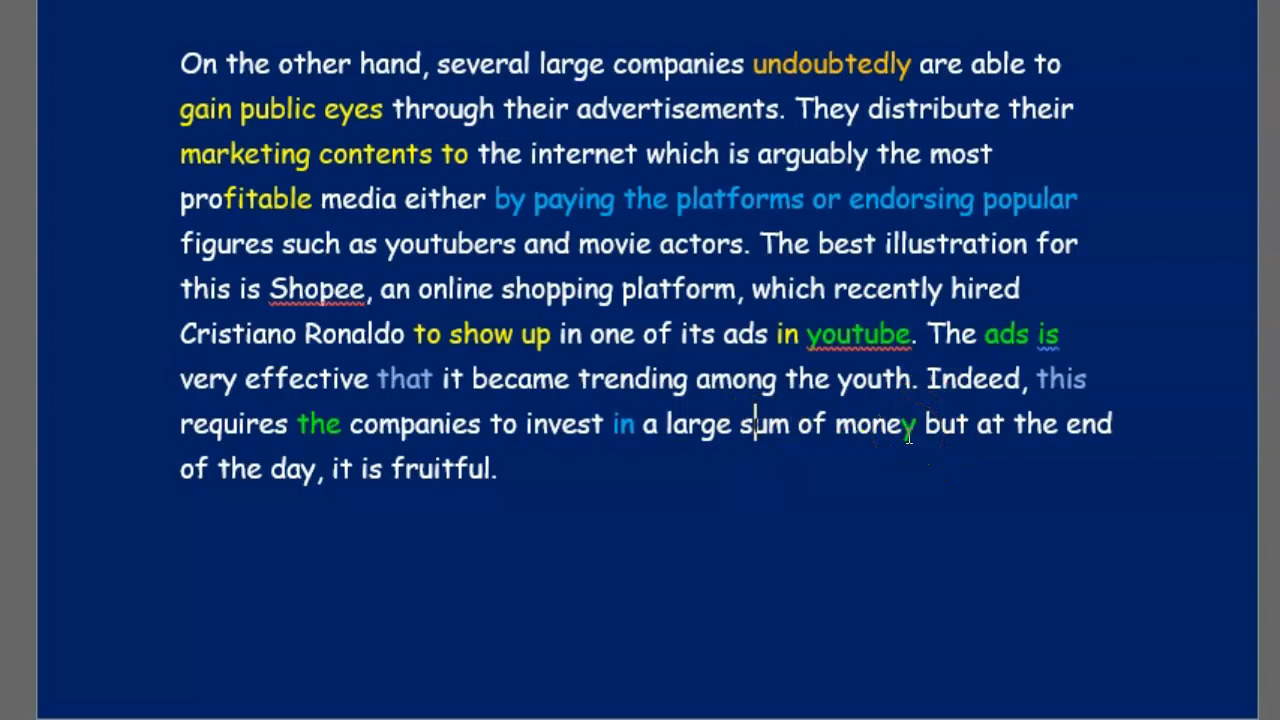 On the other hand, several large companies undoubtedly are able to
gain public eyes through their advertisements. They distribute their
marketing contents to the internet which is arguably the most
profitable media either by paying the platforms or endorsing popular
figures such as youtubers and movie actors. The best illustration for
this is Shopee, an online shopping platform, which recently hired
Cristiano Ronaldo to show up in one of its ads in youtube. The ads is
very effective that it became trending among the youth. Indeed, this
requires the companies to invest in a large sum of money but at the end
of the day, it is fruitful.